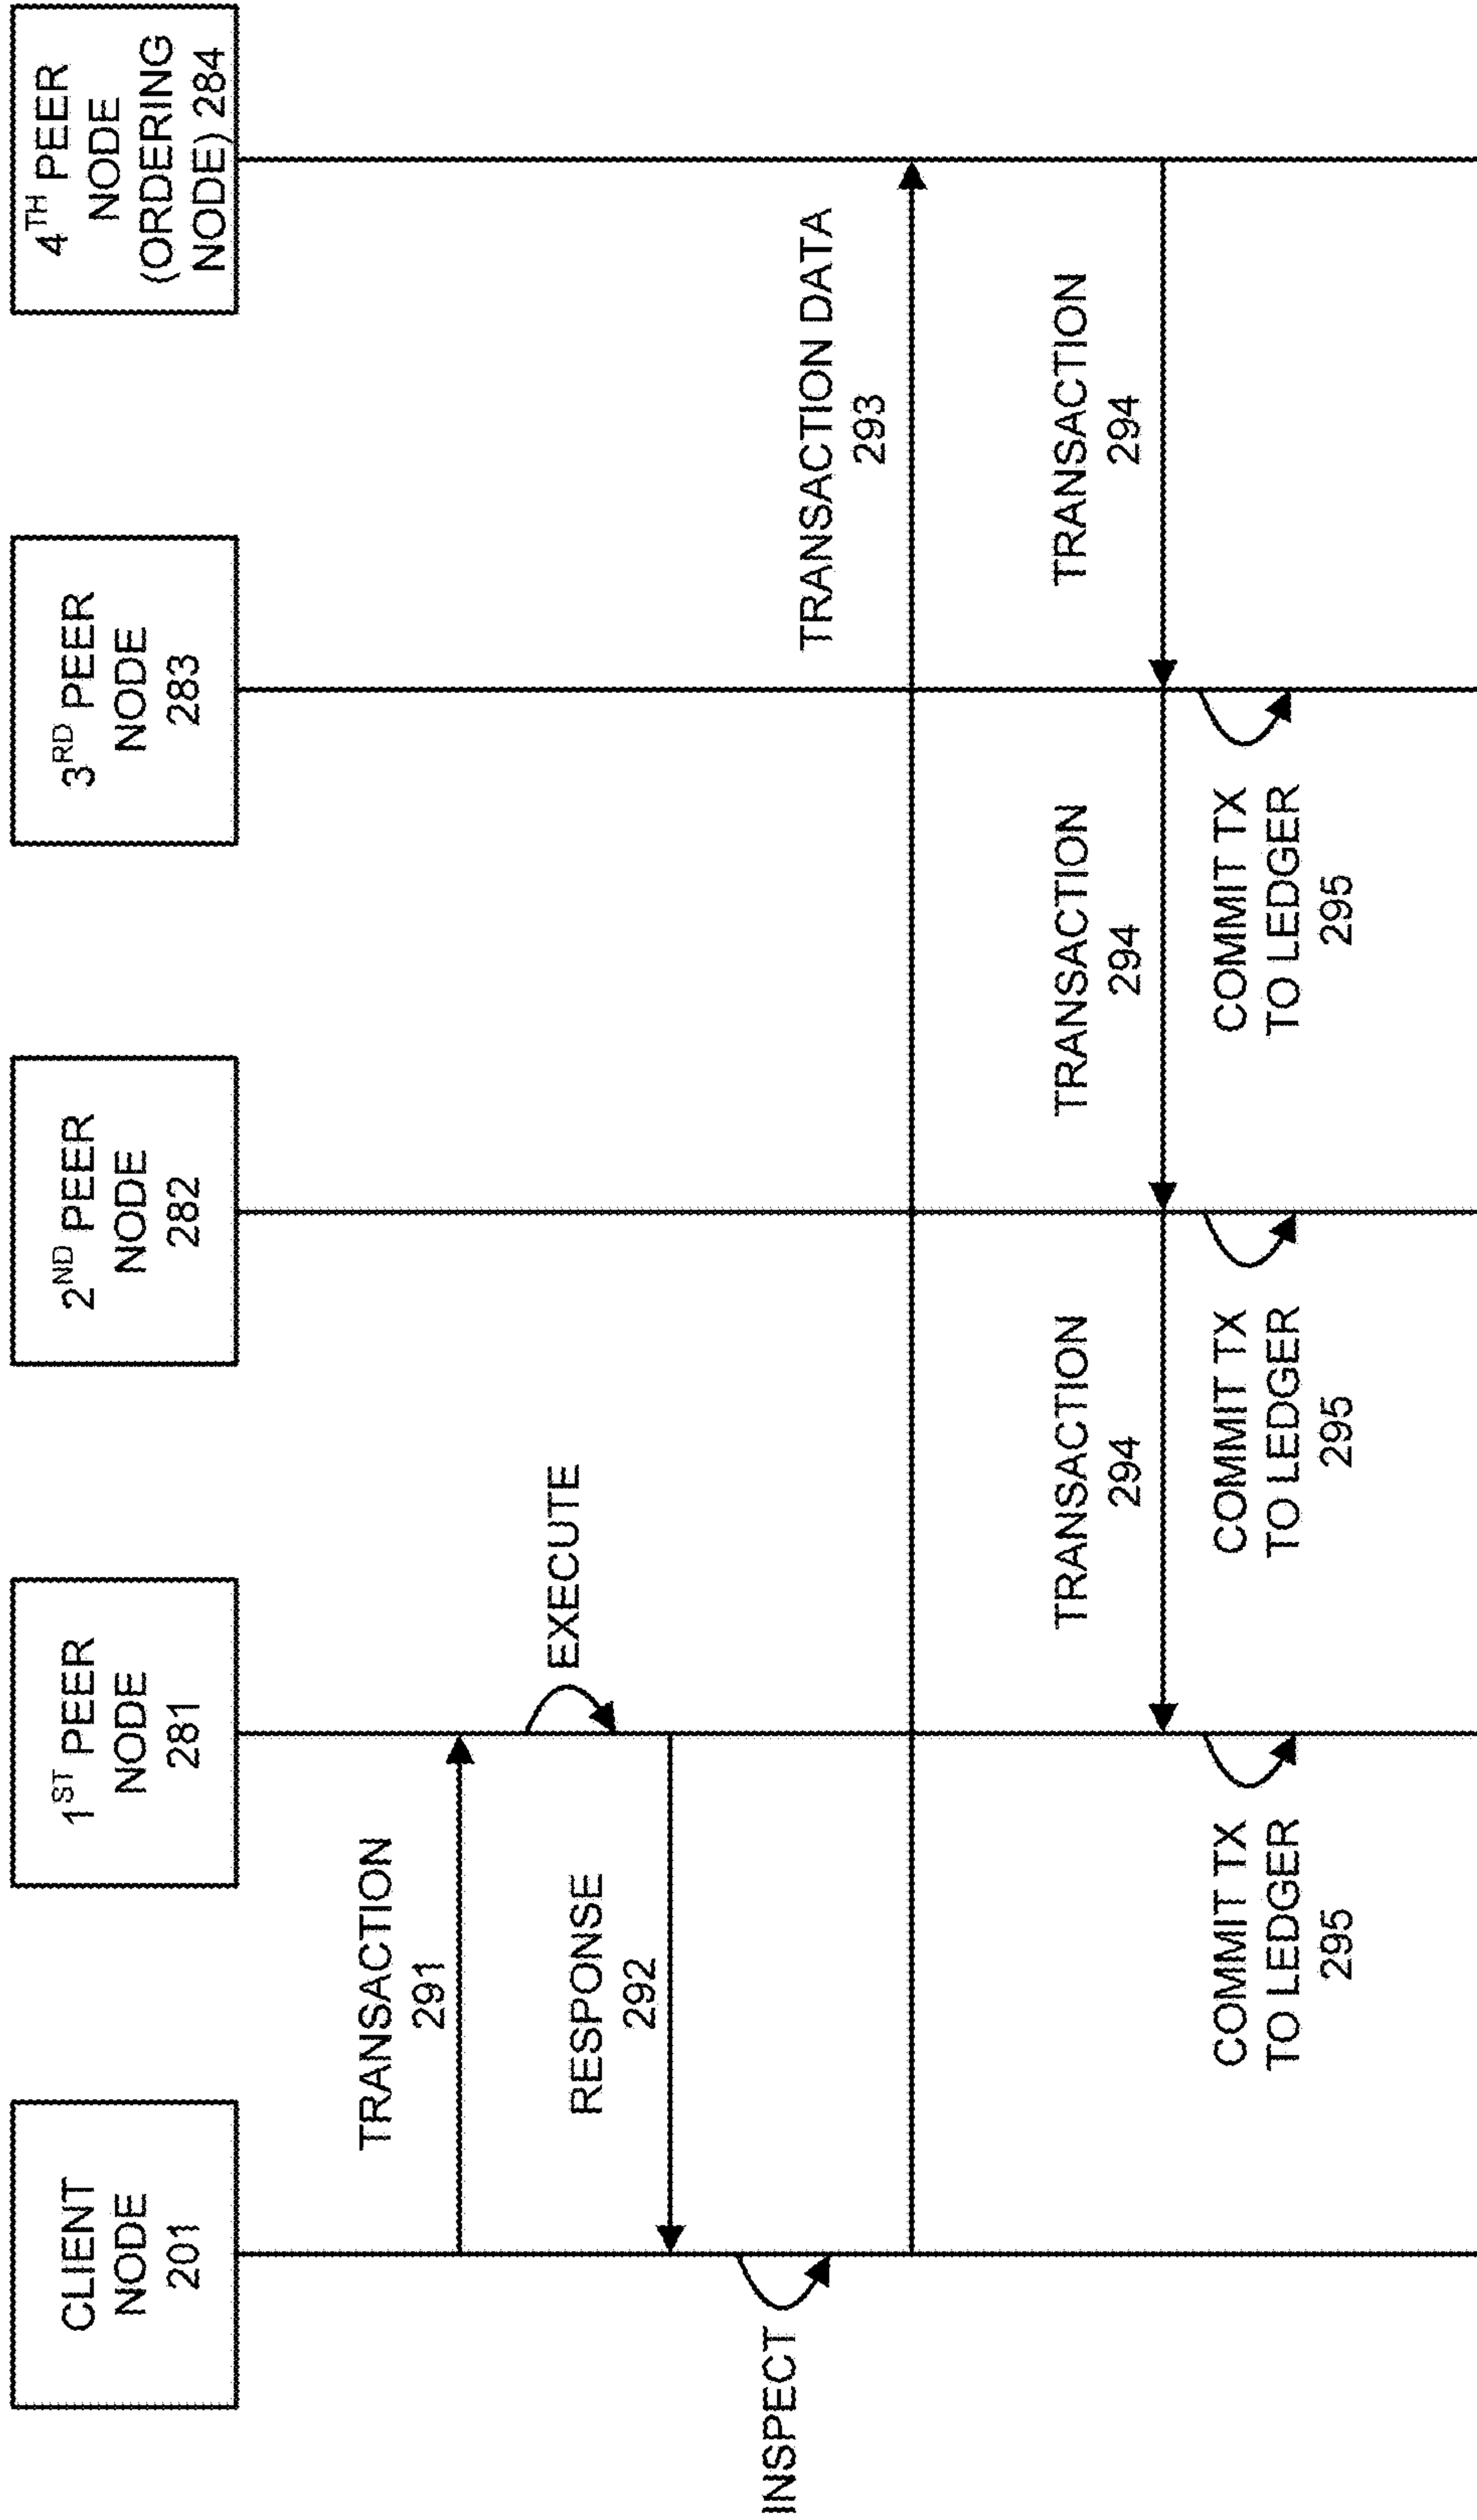 CLIENT
NODE
201
1ST PEER
NODE
281
2ND PEER
NODE
282
3RD PEER
NODE
283
4TH PEER
NODE
(ORDERING
NODE) 284
TRANSACTION
291
EXECUTE
RESPONSE
292
INSPECT
TRANSACTION DATA
293
TRANSACTION
294
TRANSACTION
294
TRANSACTION
294
COMMIT TX
TO LEDGER
295
COMMIT TX
TO LEDGER
295
COMMIT TX
TO LEDGER
295